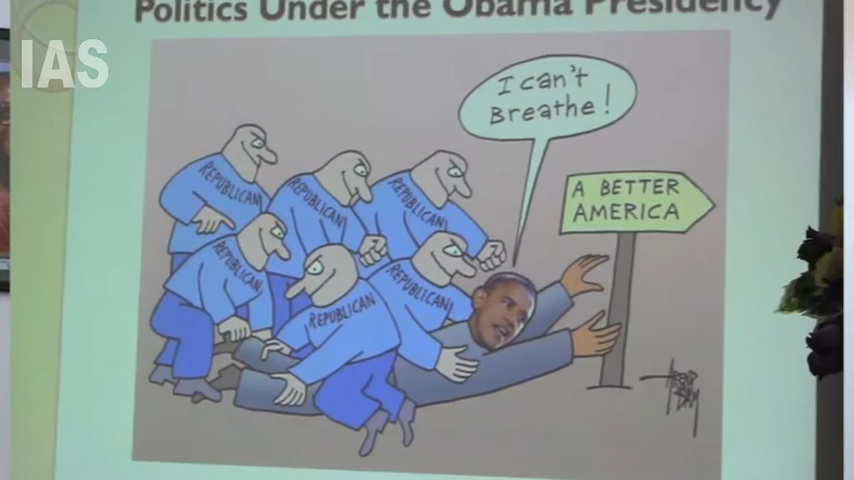 Politics Under the Obama Presidency
IAS
I can't
Breathe!
A BETTER
AMERICA
REPUBLICAN
REPUBLICAN
REPUBLICAN
REPUBLICAN
REPUBLICAN
REPUBLICAN